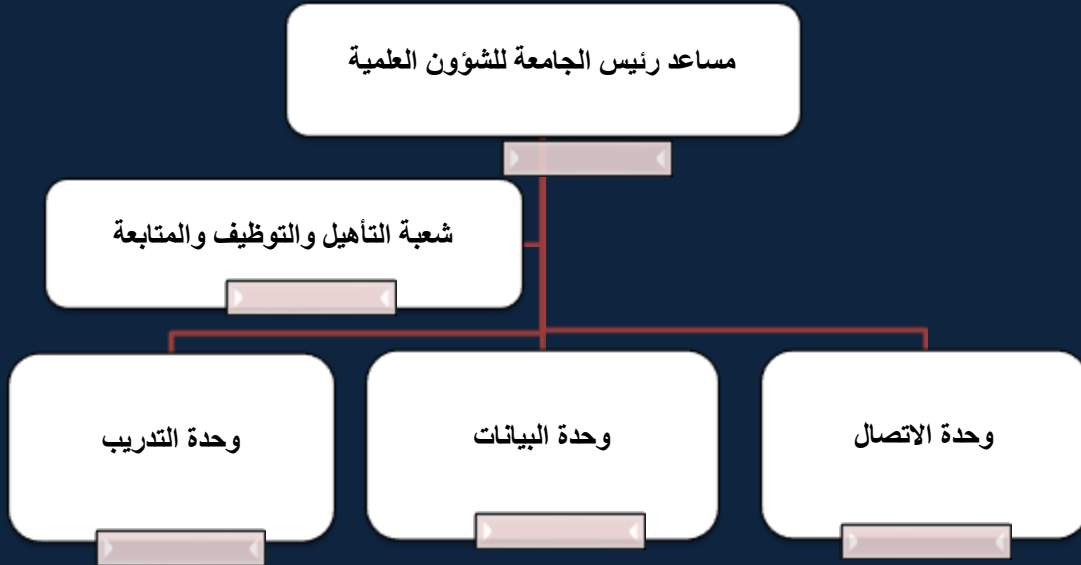 مساعد رئيس الجامعة للشؤون العلمية
شعبة التأهيل والتوظيف والمتابعة
وحدة الاتصال
وحدة البيانات
وحدة التدريب